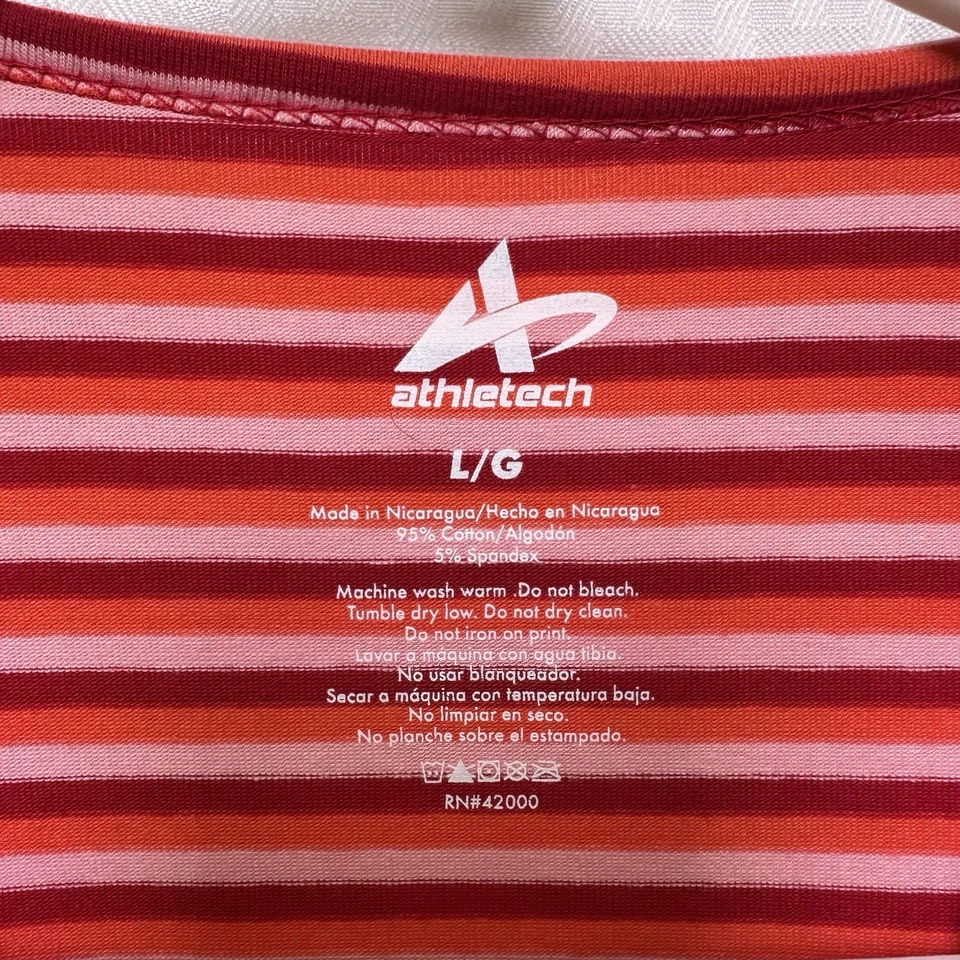 athletech
L/G
Made in Nicaragua/Hecho en Nicaragua
95% Cotton/Algodón
5% Spandex
Machine wash warm .Do not bleach.
Tumble dry low. Do not dry clean.
Do not iron on print.
Lavar a máquina con agua tibia.
No usar blanqueador.
Secar a máquina con temperatura baja.
No limpiar en seco.
No planche sobre el estampado.
RN#42000